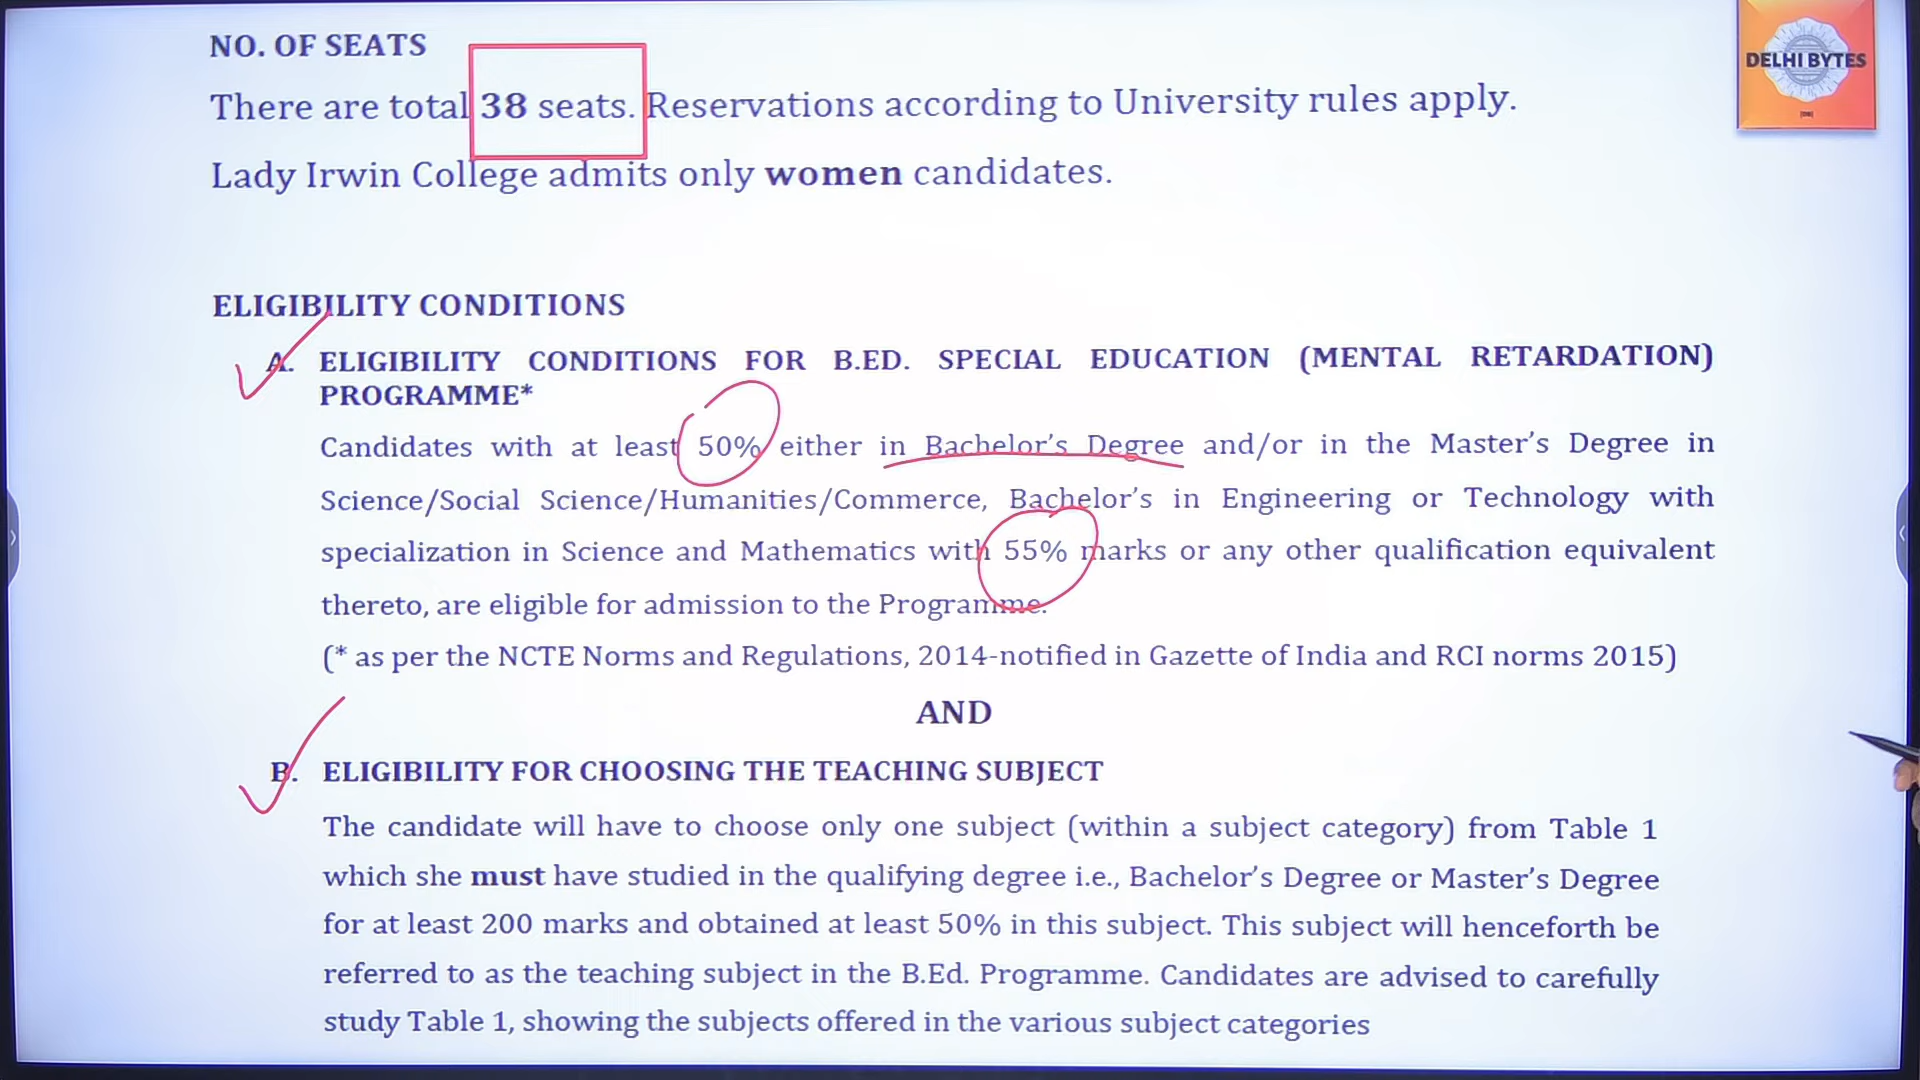 NO. OF SEATS
DELHI BYTES
There are total 38 seats. Reservations according to University rules apply.
Lady Irwin College admits only women candidates.
ELIGIBILITY CONDITIONS
A. ELIGIBILITY CONDITIONS FOR B.ED. SPECIAL EDUCATION (MENTAL RETARDATION)
PROGRAMME*
Candidates with at least 50% either in Bachelor's Degree and/or in the Master's Degree in
Science/Social Science/Humanities/Commerce, Bachelor's in Engineering or Technology with
specialization in Science and Mathematics with 55% marks or any other qualification equivalent
thereto, are eligible for admission to the Programme.
(* as per the NCTE Norms and Regulations, 2014-notified in Gazette of India and RCI norms 2015)
AND
B. ELIGIBILITY FOR CHOOSING THE TEACHING SUBJECT
The candidate will have to choose only one subject (within a subject category) from Table 1
which she must have studied in the qualifying degree i.e., Bachelor's Degree or Master's Degree
for at least 200 marks and obtained at least 50% in this subject. This subject will henceforth be
referred to as the teaching subject in the B.Ed. Programme. Candidates are advised to carefully
study Table 1, showing the subjects offered in the various subject categories